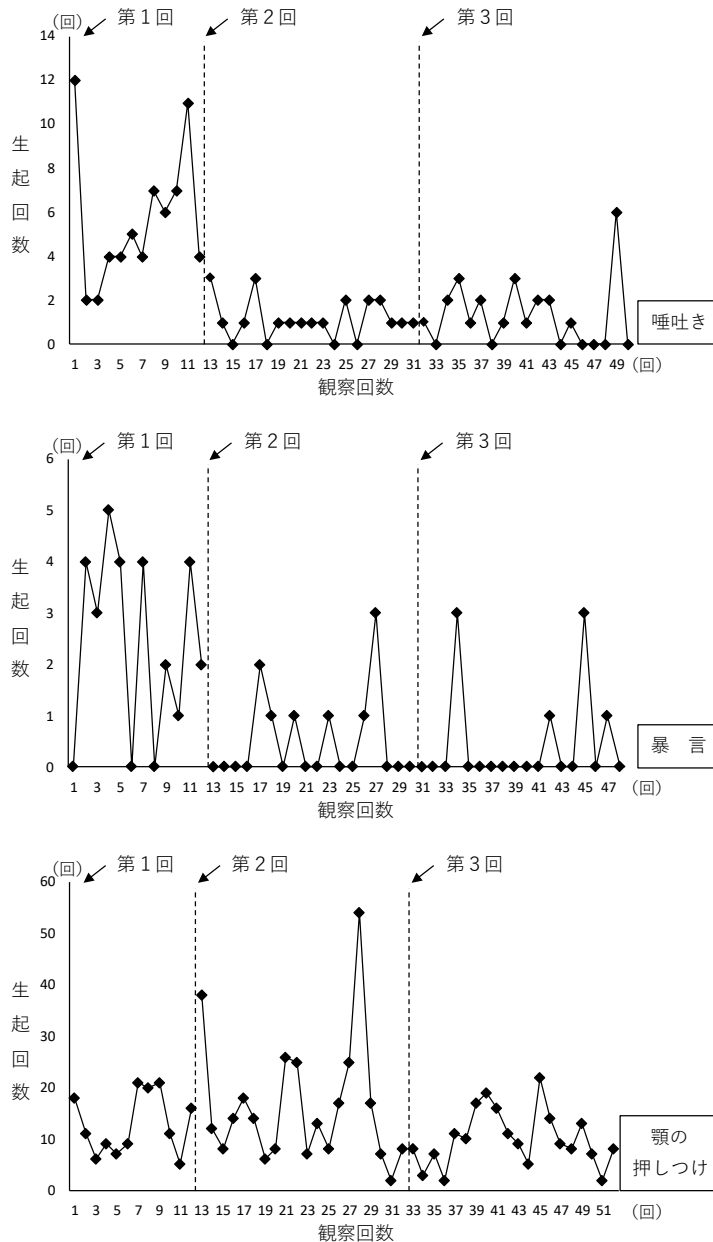 (回) 第1回 第2回 第3回
14
12
10
8
6
4
2
0
生起回数
1 3 5 7 9 11 13 15 17 19 21 23 25 27 29 31 33 35 37 39 41 43 45 47 49 (回)
観察回数
唾吐き
(回) 第1回 第2回 第3回
6
5
4
3
2
1
0
生起回数
1 3 5 7 9 11 13 15 17 19 21 23 25 27 29 31 33 35 37 39 41 43 45 47 (回)
観察回数
暴 言
(回) 第1回 第2回 第3回
60
50
40
30
20
10
0
生起回数
1 3 5 7 9 11 13 15 17 19 21 23 25 27 29 31 33 35 37 39 41 43 45 47 49 51 (回)
観察回数
顎の
押しつけ